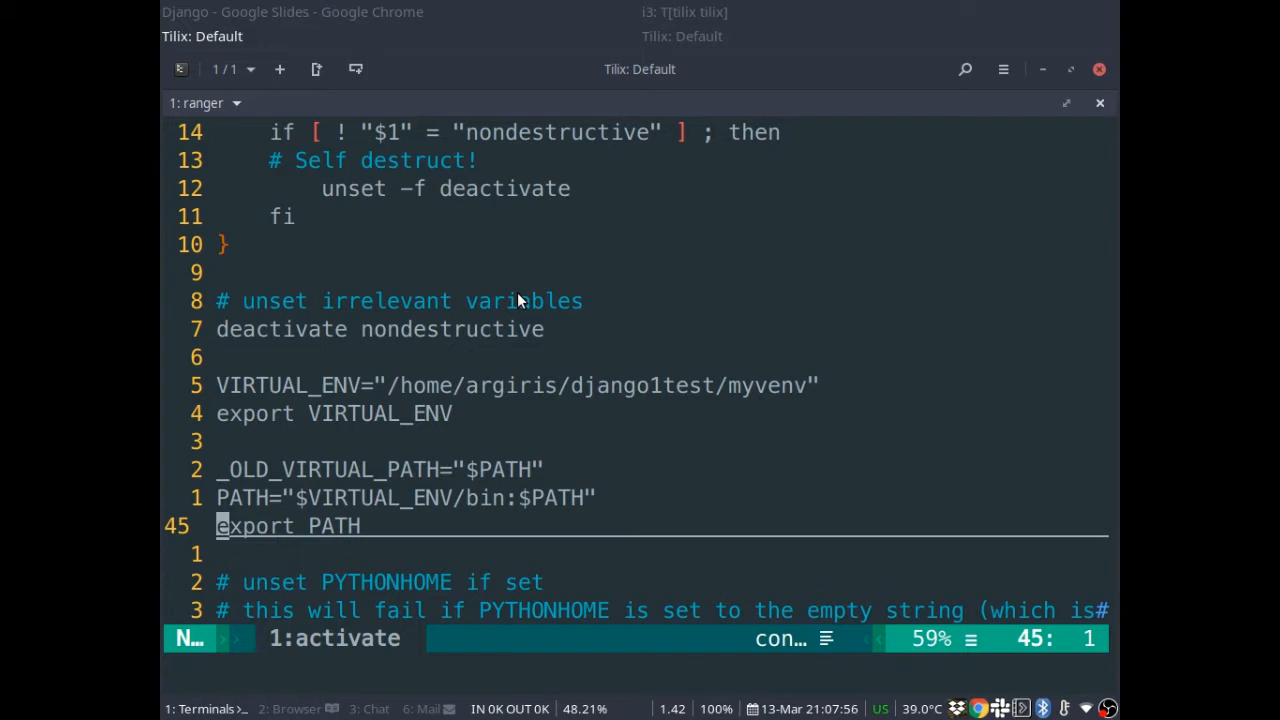 Django - Google Slides - Google Chrome
i3: T[tilix tilix]
Tilix: Default
Tilix: Default
1 / 1
Tilix: Default
1: ranger
14 if [ ! "$1" = "nondestructive" ] ; then
13 # Self destruct!
12 unset -f deactivate
11 fi
10 }
9
8 # unset irrelevant variables
7 deactivate nondestructive
6
5 VIRTUAL_ENV="/home/argiris/django1test/myvenv"
4 export VIRTUAL_ENV
3
2 _OLD_VIRTUAL_PATH="$PATH"
1 PATH="$VIRTUAL_ENV/bin:$PATH"
45 export PATH
1
2 # unset PYTHONHOME if set
3 # this will fail if PYTHONHOME is set to the empty string (which is#
N… 1:activate con… 59% 45: 1
1: Terminals 2: Browser 3: Chat 6: Mail IN 0K OUT 0K 48.21% 1.42 100% 13-Mar 21:07:56 US 39.0°C